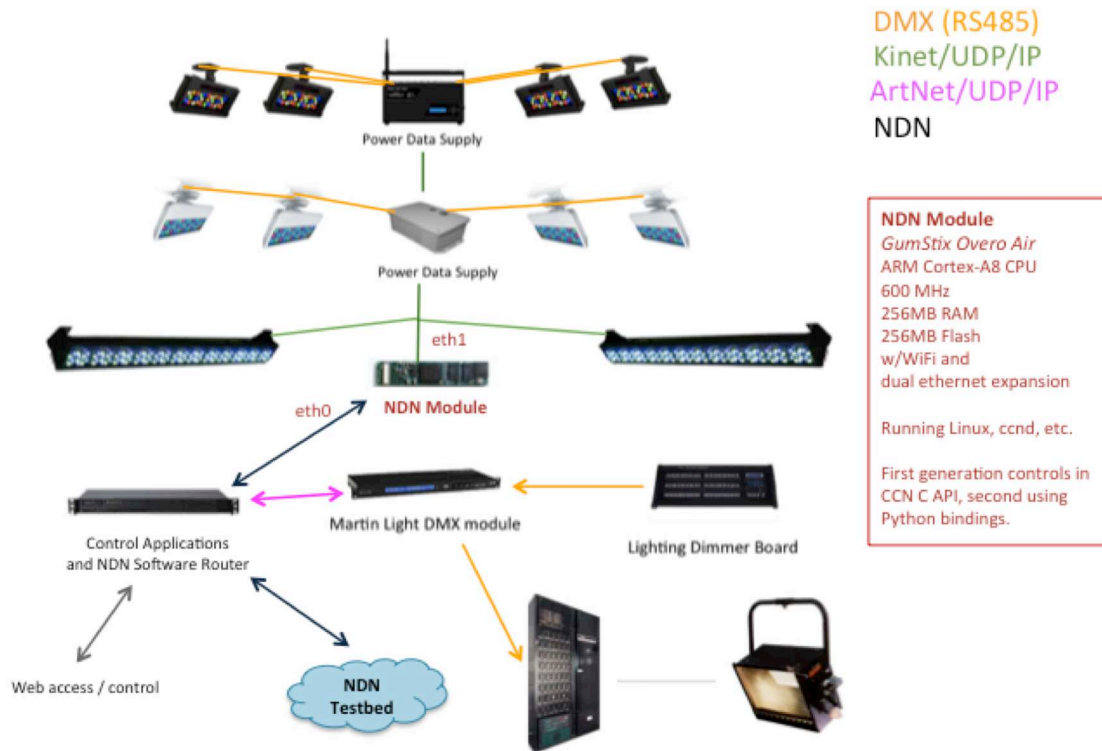 DMX (RS485)
Kinet/UDP/IP
ArtNet/UDP/IP
NDN
Power Data Supply
Power Data Supply
eth1
NDN Module
eth0
Martin Light DMX module
Lighting Dimmer Board
Control Applications
and NDN Software Router
Web access / control
NDN
Testbed
NDN Module
GumStix Overo Air
ARM Cortex-A8 CPU
600 MHz
256MB RAM
256MB Flash
w/WiFi and
dual ethernet expansion
Running Linux, ccnd, etc.
First generation controls in
CCN C API, second using
Python bindings.